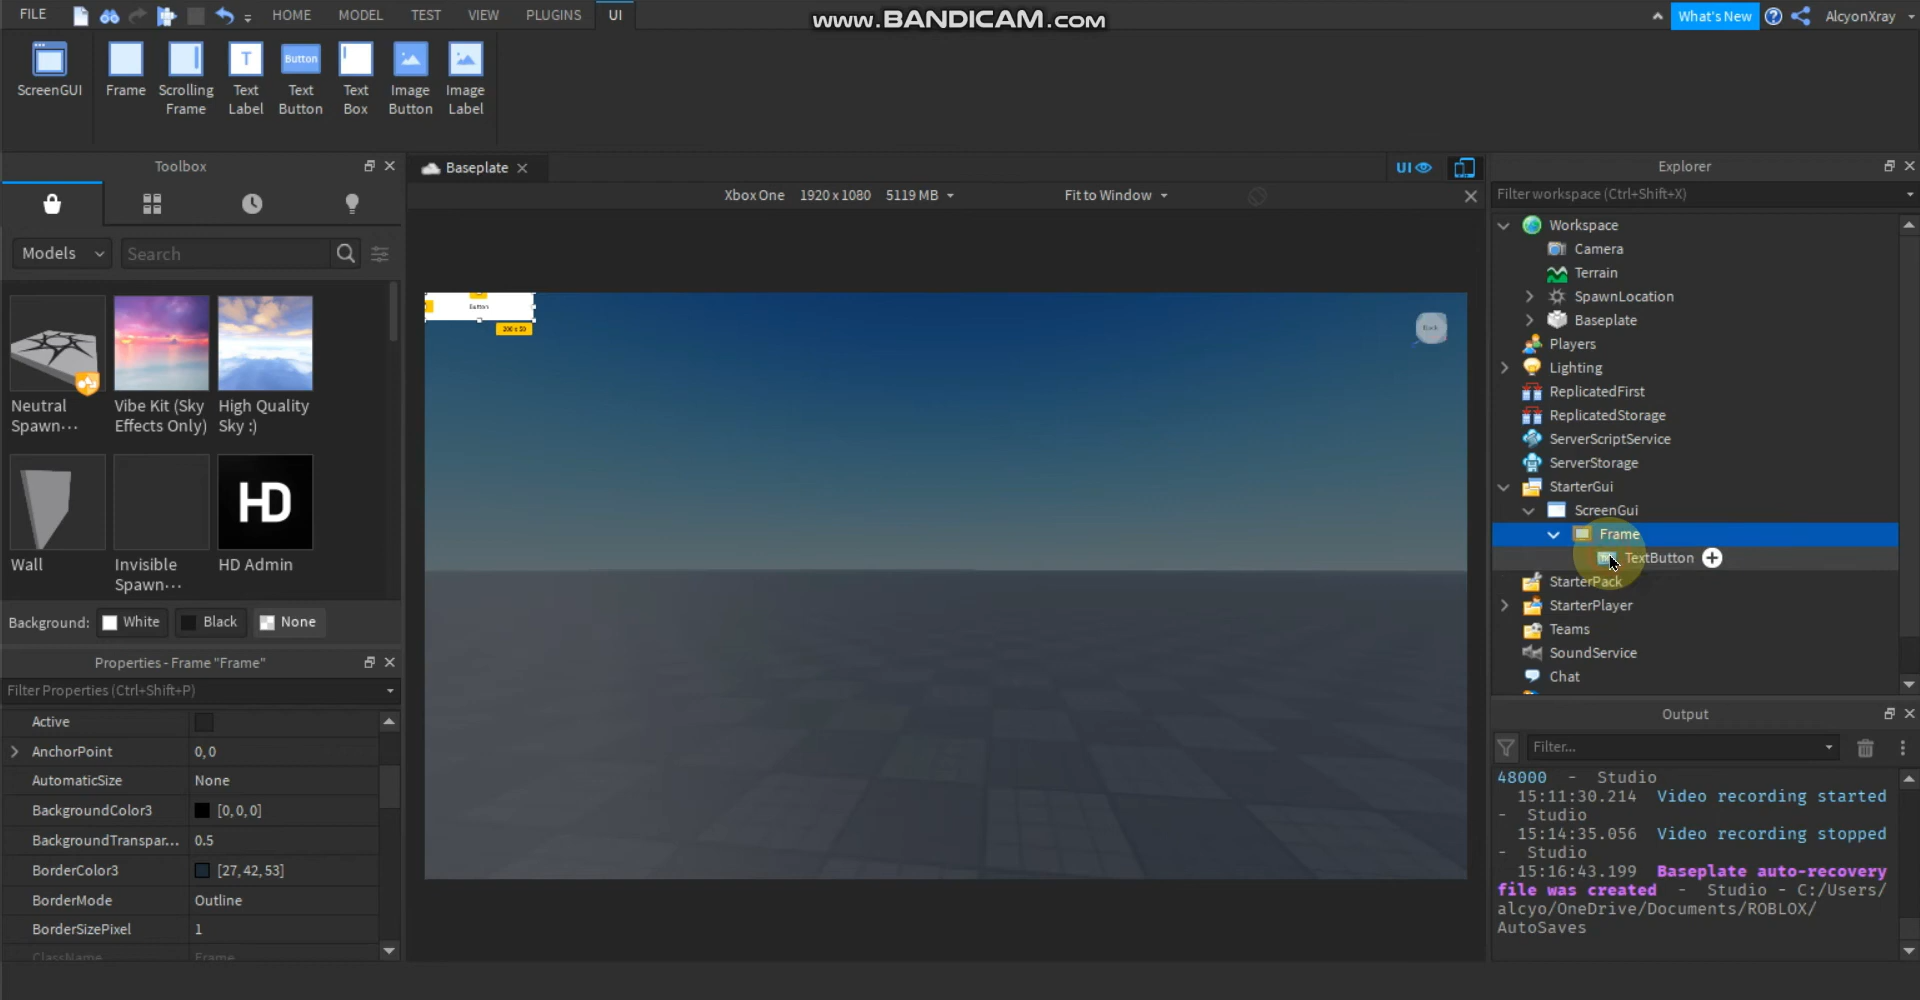 FILE
HOME
MODEL
TEST
VIEW
PLUGINS
UI
www.BANDICAM.com
What's New
AlcyonXray
ScreenGUI
Frame
Scrolling
Frame
Text
Label
Button
Text
Button
Text
Box
Image
Button
Image
Label
Toolbox
Models
Search
Neutral
Spawn···
Vibe Kit (Sky
Effects Only)
High Quality
Sky :)
Wall
Invisible
Spawn···
HD
HD Admin
Background:
White
Black
None
Properties - Frame "Frame"
Filter Properties (Ctrl+Shift+P)
Active
AnchorPoint 0, 0
AutomaticSize None
BackgroundColor3 [0, 0, 0]
BackgroundTranspar... 0.5
BorderColor3 [27, 42, 53]
BorderMode Outline
BorderSizePixel 1
ClassName Frame
Baseplate
UI
Xbox One 1920 x 1080 5119 MB
Fit to Window
Button
200 x 50
Back
Explorer
Filter workspace (Ctrl+Shift+X)
Workspace
Camera
Terrain
SpawnLocation
Baseplate
Players
Lighting
ReplicatedFirst
ReplicatedStorage
ServerScriptService
ServerStorage
StarterGui
ScreenGui
Frame
TextButton
StarterPack
StarterPlayer
Teams
SoundService
Chat
Output
Filter...
48000 - Studio
15:11:30.214 Video recording started
- Studio
15:14:35.056 Video recording stopped
- Studio
15:16:43.199 Baseplate auto-recovery
file was created - Studio - C:/Users/
alcyo/OneDrive/Documents/ROBLOX/
AutoSaves